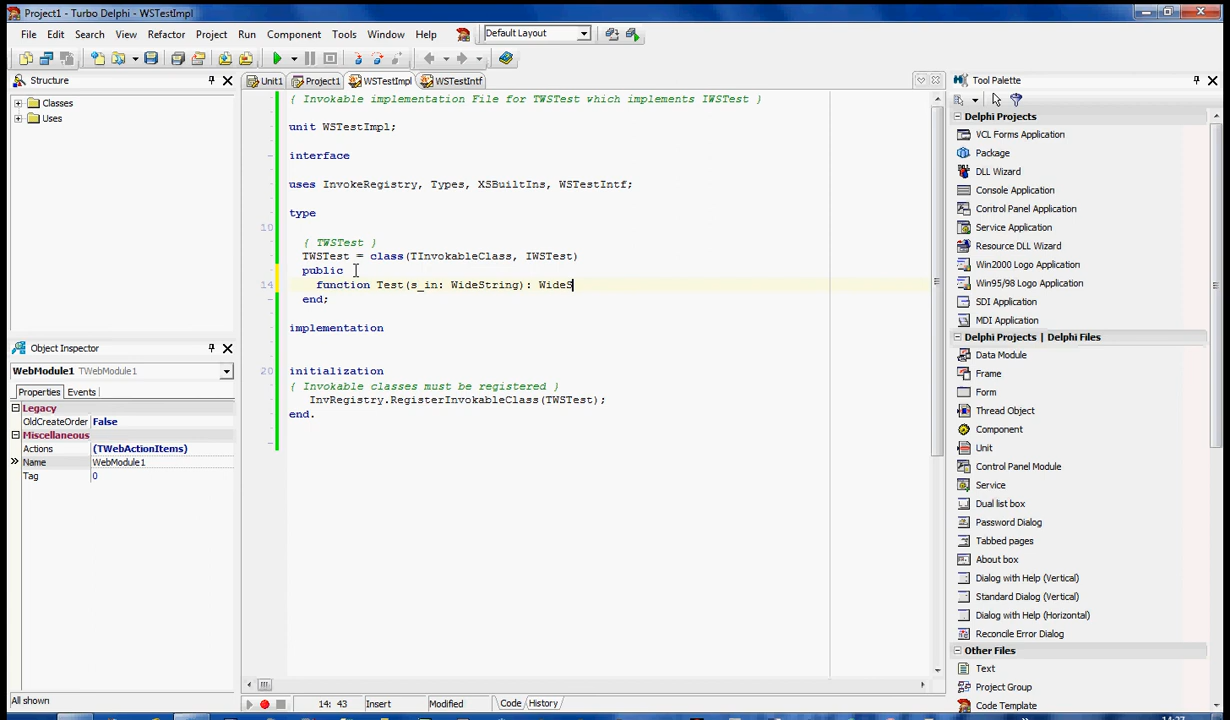 Project1 - Turbo Delphi - WSTestImpl
File Edit Search View Refactor Project Run Component Tools Window Help
Default Layout
Structure
Classes
Uses
Unit1 Project1 WSTestImpl WSTestIntf
{ Invokable implementation File for TWSTest which implements IWSTest }
unit WSTestImpl;
interface
uses InvokeRegistry, Types, XSBuiltIns, WSTestIntf;
type
10
{ TWSTest }
TWSTest = class(TInvokableClass, IWSTest)
public
14 function Test(s_in: WideString): WideS
end;
implementation
20 initialization
{ Invokable classes must be registered }
InvRegistry.RegisterInvokableClass(TWSTest);
end.
Object Inspector
WebModule1 TWebModule1
Properties Events
Legacy
OldCreateOrder False
Miscellaneous
Actions (TWebActionItems)
Name WebModule1
Tag 0
All shown
14: 43 Insert Modified Code History
Tool Palette
Delphi Projects
VCL Forms Application
Package
DLL Wizard
Console Application
Control Panel Application
Service Application
Resource DLL Wizard
Win2000 Logo Application
Win95/98 Logo Application
SDI Application
MDI Application
Delphi Projects | Delphi Files
Data Module
Frame
Form
Thread Object
Component
Unit
Control Panel Module
Service
Dual list box
Password Dialog
Tabbed pages
About box
Dialog with Help (Vertical)
Standard Dialog (Vertical)
Dialog with Help (Horizontal)
Reconcile Error Dialog
Other Files
Text
Project Group
Code Template